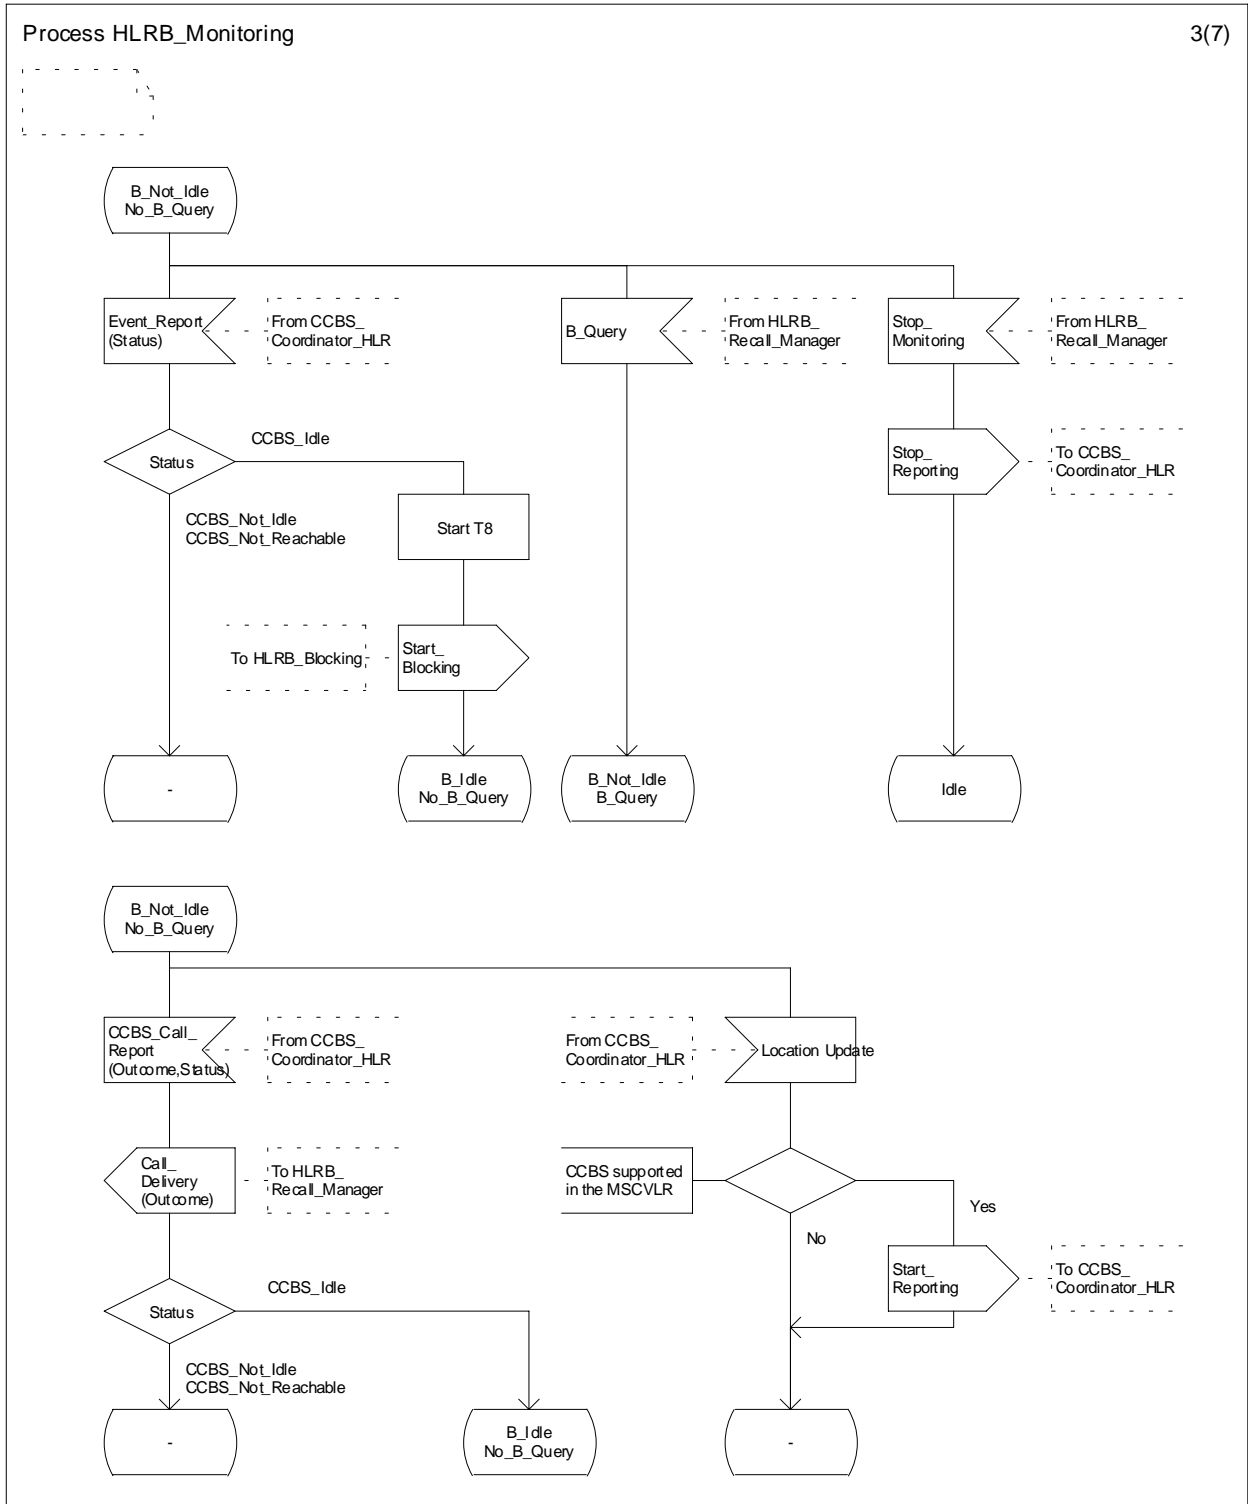 Process HLRB_Monitoring
3(7)
B_Not_Idle
No_B_Query
Event_Report
(Status)
From CCBS_
Coordinator_HLR
B_Query
From HLRB_
Recall_Manager
Stop_
Monitoring
From HLRB_
Recall_Manager
Status
CCBS_Idle
Stop_
Reporting
To CCBS_
Coordinator_HLR
CCBS_Not_Idle
CCBS_Not_Reachable
Start T8
To HLRB_Blocking
Start_
Blocking
-
B_Idle
No_B_Query
B_Not_Idle
B_Query
Idle
B_Not_Idle
No_B_Query
CCBS_Call_
Report
(Outcome,Status)
From CCBS_
Coordinator_HLR
From CCBS_
Coordinator_HLR
Location Update
Call_
Delivery
(Outcome)
To HLRB_
Recall_Manager
CCBS supported
in the MSCVLR
Yes
No
Start_
Reporting
To CCBS_
Coordinator_HLR
Status
CCBS_Idle
CCBS_Not_Idle
CCBS_Not_Reachable
-
B_Idle
No_B_Query
-